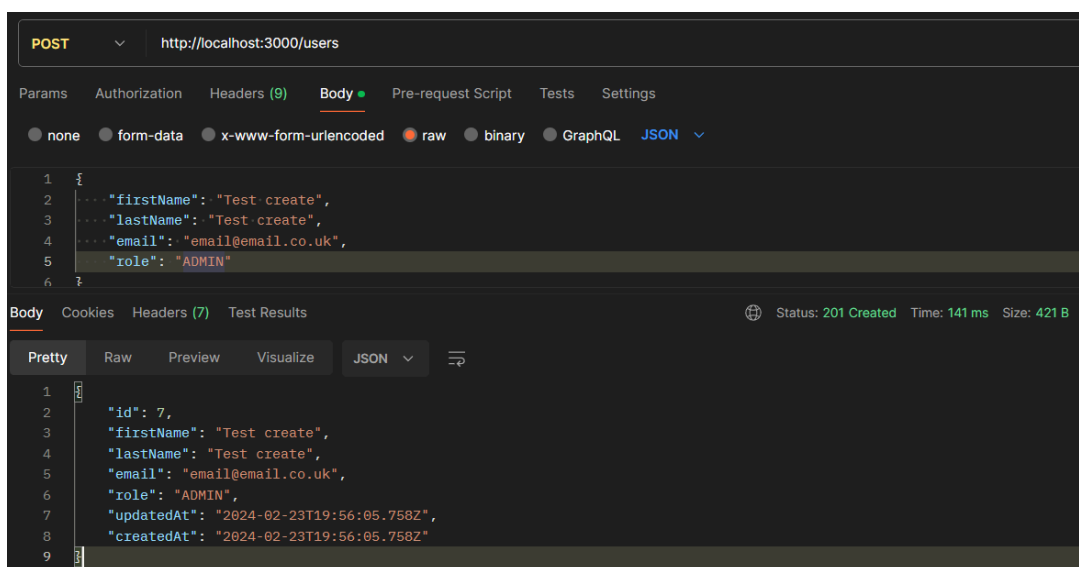 POST http://localhost:3000/users
Params Authorization Headers (9) Body Pre-request Script Tests Settings
none form-data x-www-form-urlencoded raw binary GraphQL JSON
1 {
2 "firstName": "Test create",
3 "lastName": "Test create",
4 "email": "email@email.co.uk",
5 "role": "ADMIN"
6 }
Body Cookies Headers (7) Test Results Status: 201 Created Time: 141 ms Size: 421 B
Pretty Raw Preview Visualize JSON
1 {
2 "id": 7,
3 "firstName": "Test create",
4 "lastName": "Test create",
5 "email": "email@email.co.uk",
6 "role": "ADMIN",
7 "updatedAt": "2024-02-23T19:56:05.758Z",
8 "createdAt": "2024-02-23T19:56:05.758Z"
9 }